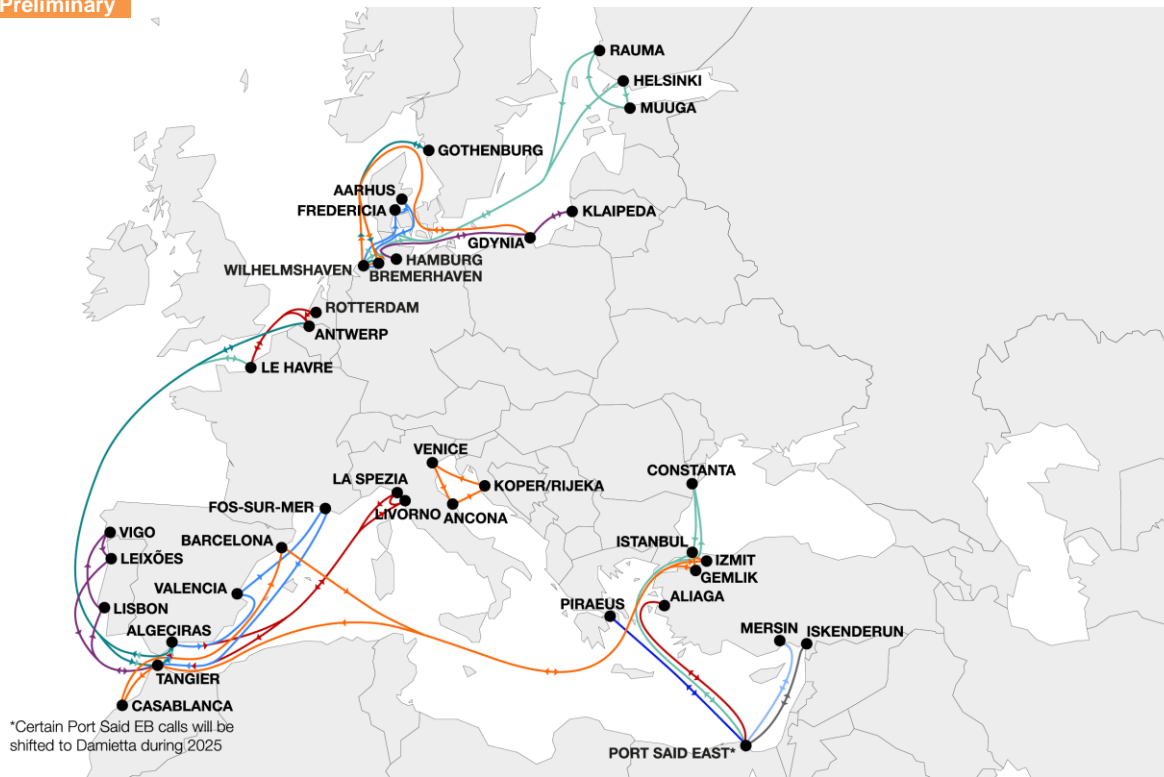 Preliminary
RAUMA
HELSINKI
MUUGA
GOTHENBURG
AARHUS
FREDERICIA
KLAIPEDA
GDYNIA
HAMBURG
WILHELMSHAVEN
BREMERHAVEN
ROTTERDAM
ANTWERP
LE HAVRE
VENICE
LA SPEZIA
KOPER/RIJEKA
CONSTANTA
FOS-SUR-MER
LIVORNO
ANCONA
VIGO
BARCELONA
ISTANBUL
LEIXÕES
IZMIT
GEMLIK
VALENCIA
ALIAGA
PIRAEUS
LISBON
ALGECIRAS
MERSIN
ISKENDERUN
TANGIER
CASABLANCA
*Certain Port Said EB calls will be
shifted to Damietta during 2025
PORT SAID EAST*